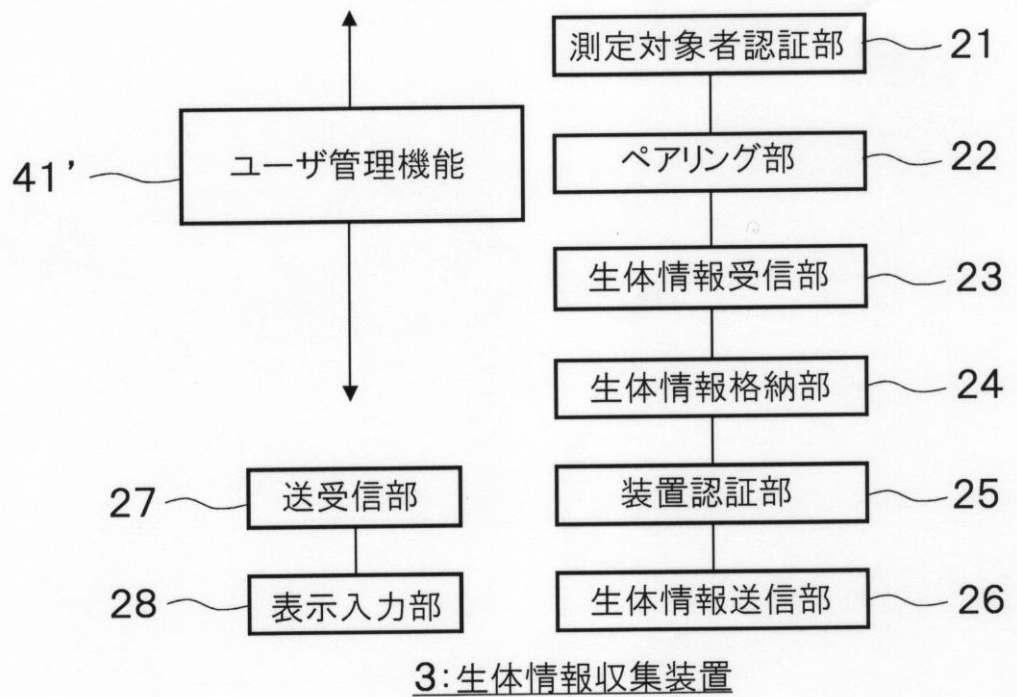 測定対象者認証部 21
ユーザ管理機能
41’
ペアリング部 22
生体情報受信部 23
生体情報格納部 24
27 送受信部
装置認証部 25
28 表示入力部
生体情報送信部 26
3:生体情報収集装置